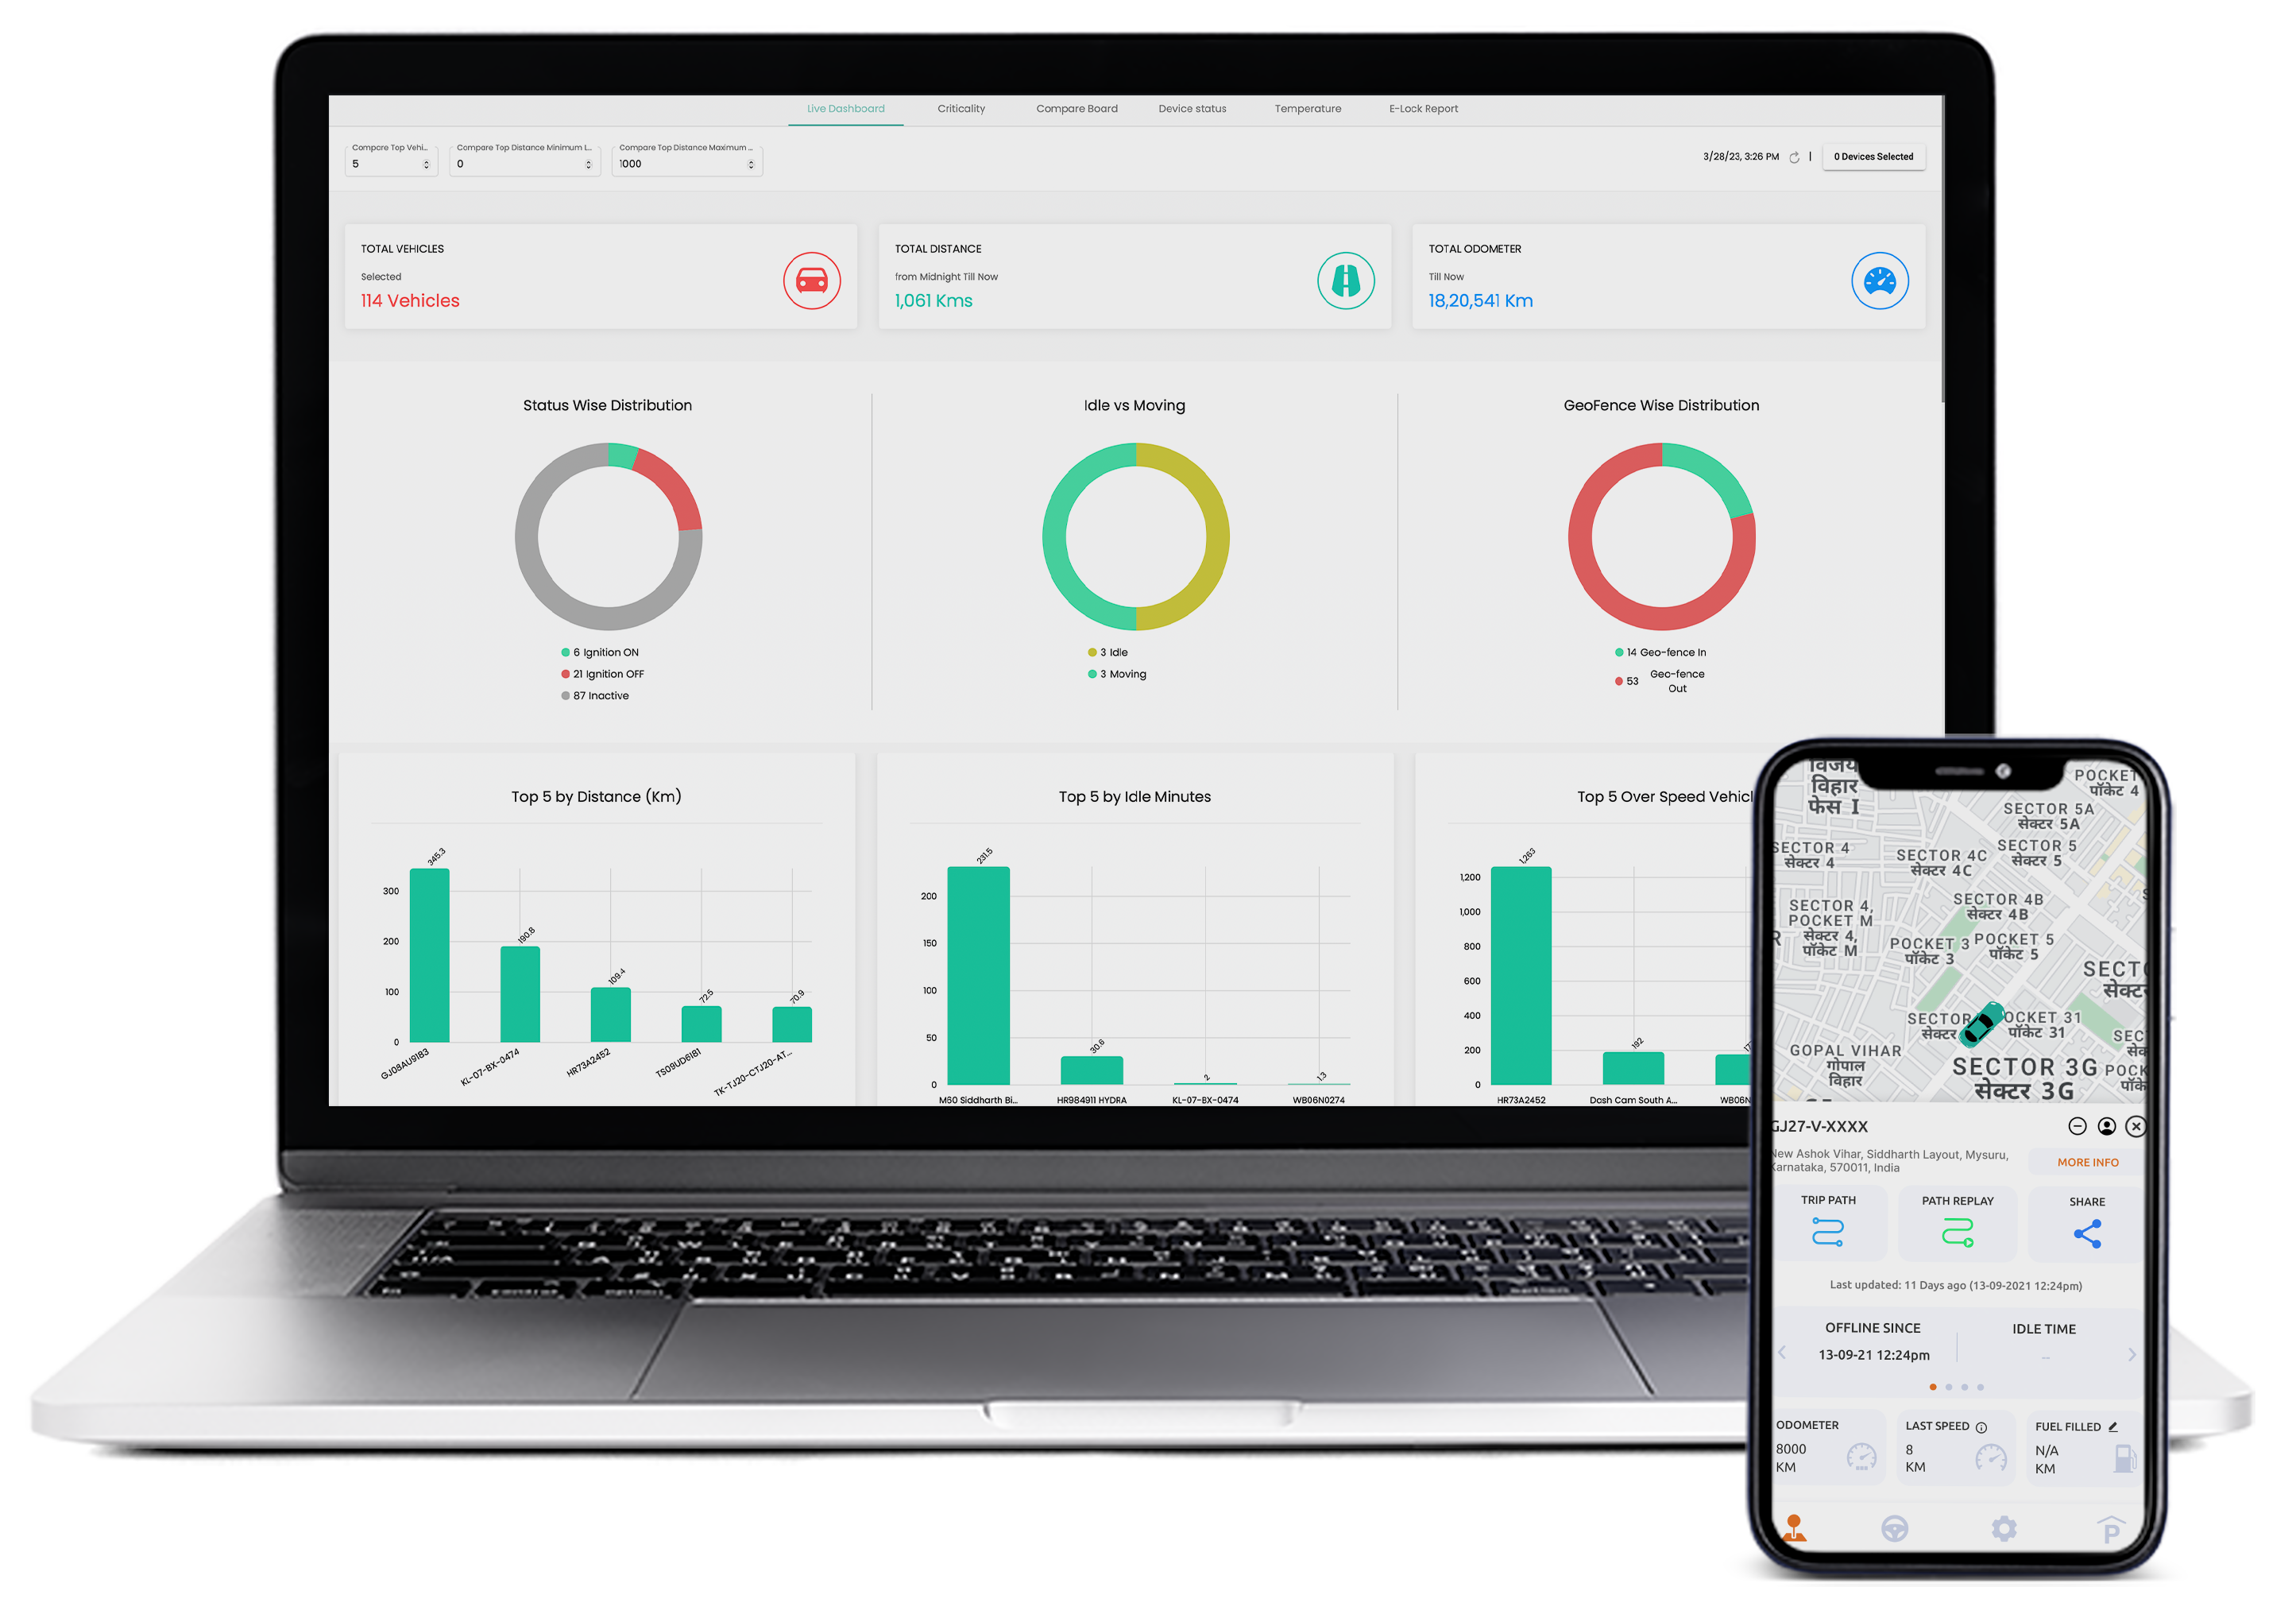 Live Dashboard
Criticality
Compare Board
Device status
Temperature
E-Lock Report
Compare Top Vehi...
5
Compare Top Distance Minimum L...
0
Compare Top Distance Maximum ...
1000
3/28/23, 3:26 PM
|
0 Devices Selected
TOTAL VEHICLES
Selected
114 Vehicles
TOTAL DISTANCE
from Midnight Till Now
1,061 Kms
TOTAL ODOMETER
Till Now
18,20,541 Km
Status Wise Distribution
6 Ignition ON
21 Ignition OFF
87 Inactive
Idle vs Moving
3 Idle
3 Moving
GeoFence Wise Distribution
14 Geo-fence In
53 Geo-fence
Out
Top 5 by Distance (Km)
345.3
190.8
109.4
72.5
70.9
300
200
100
0
GJ08AU9183
KL-07-BX-0474
HR73A2452
TS09UD6181
TK-TJ20-CTJ20-AT...
Top 5 by Idle Minutes
231.5
30.6
2
1.3
200
150
100
50
0
M60 Siddharth Bi...
HR984911 HYDRA
KL-07-BX-0474
WB06N0274
Top 5 Over Speed Vehicl
1,263
192
17
1,200
1,000
800
600
400
200
0
HR73A2452
Dash Cam South A...
WB06N
विजय
विहार
फेस I
POCKET
पॉकेट 4
SECTOR 5A
सेक्टर 5A
SECTOR 4
सेक्टर 4
SECTOR 4C
सेक्टर 4C
SECTOR 5
सेक्टर 5
SECTOR 4,
POCKET M
सेक्टर 4,
पॉकेट M
SECTOR 4B
सेक्टर 4B
POCKET 3
पॉकेट 3
POCKET 5
पॉकेट 5
SECTO
सेक्ट
SECTOR
सेक्टर
OCKET 31
पॉकेट 31
SEC
GOPAL VIHAR
गोपाल
विहार
SECTOR 3G
सेक्टर 3G
POCK
पॉके
GJ27-V-XXXX
New Ashok Vihar, Siddharth Layout, Mysuru,
Karnataka, 570011, India
MORE INFO
TRIP PATH
PATH REPLAY
SHARE
Last updated: 11 Days ago (13-09-2021 12:24pm)
OFFLINE SINCE
13-09-21 12:24pm
IDLE TIME
--
ODOMETER
8000
KM
LAST SPEED
8
KM
FUEL FILLED
N/A
KM
P